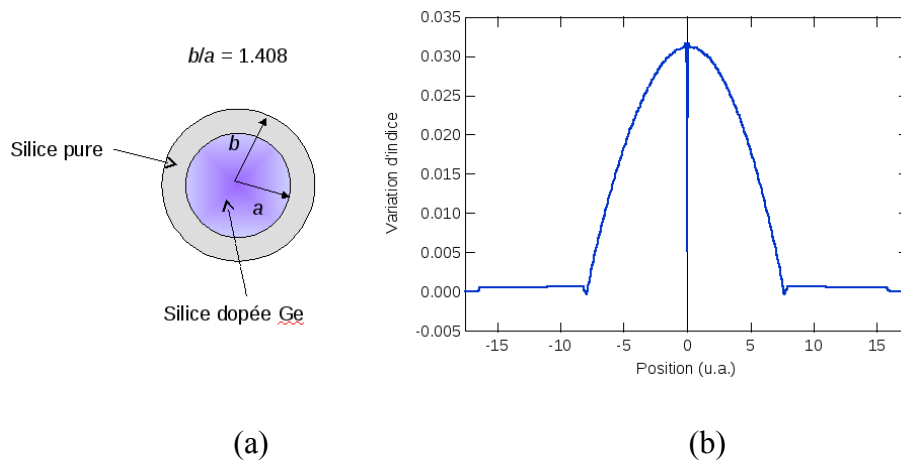 b/a = 1.408
Silice pure
b
a
Silice dopée Ge
(a)
0.035
0.030
0.025
0.020
0.015
0.010
0.005
0.000
-0.005
Variation d'indice
-15
-10
-5
0
5
10
15
Position (u.a.)
(b)